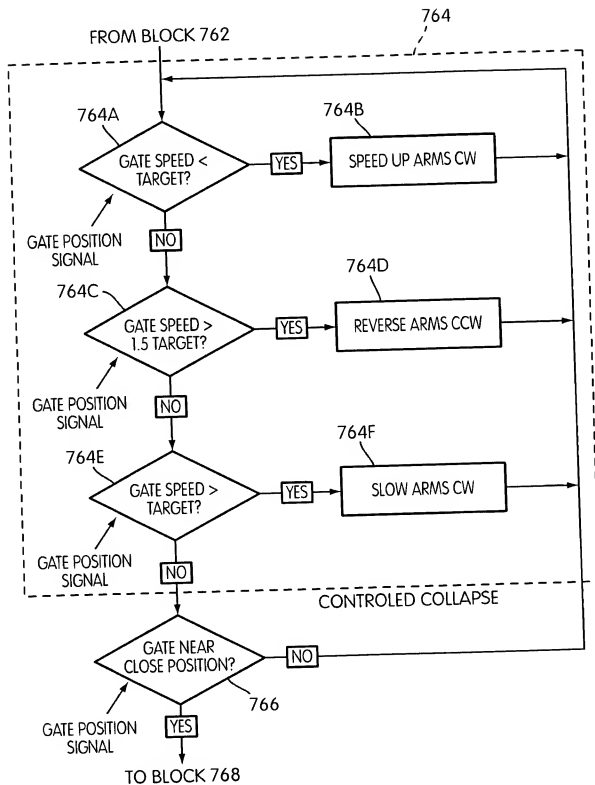 764
FROM BLOCK 762
764A
764B
GATE SPEED <
TARGET?
YES
SPEED UP ARMS CW
GATE POSITION
SIGNAL
NO
764C
764D
GATE SPEED >
1.5 TARGET?
YES
REVERSE ARMS CCW
GATE POSITION
SIGNAL
NO
764E
764F
GATE SPEED >
TARGET?
YES
SLOW ARMS CW
GATE POSITION
SIGNAL
NO
CONTROLED COLLAPSE
GATE NEAR
CLOSE POSITION?
NO
766
GATE POSITION
SIGNAL
YES
TO BLOCK 768